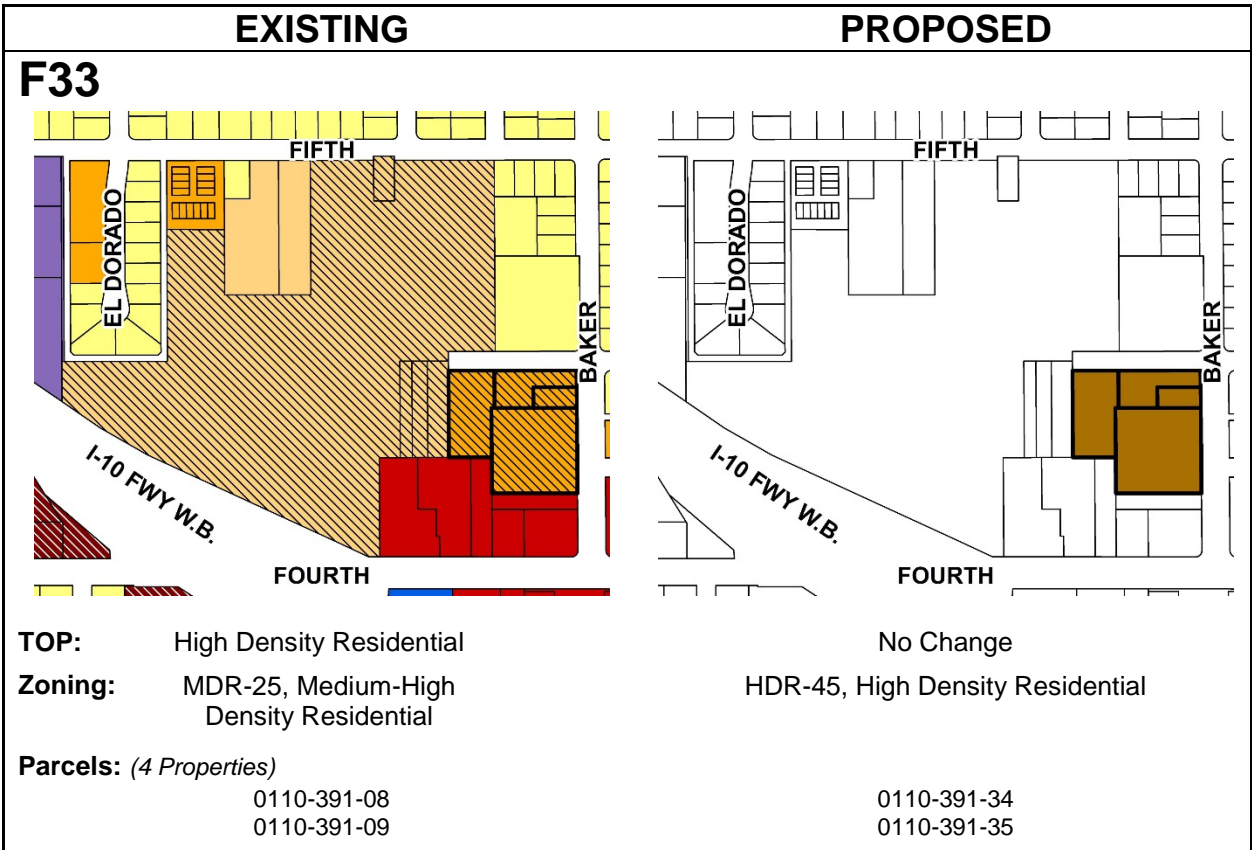 EXISTING
PROPOSED
F33
FIFTH
EL DORADO
BAKER
I-10 FWY W.B.
FOURTH
FIFTH
EL DORADO
BAKER
I-10 FWY W.B.
FOURTH
TOP: High Density Residential
No Change
Zoning: MDR-25, Medium-High
Density Residential
HDR-45, High Density Residential
Parcels: (4 Properties)
0110-391-08
0110-391-09
0110-391-34
0110-391-35